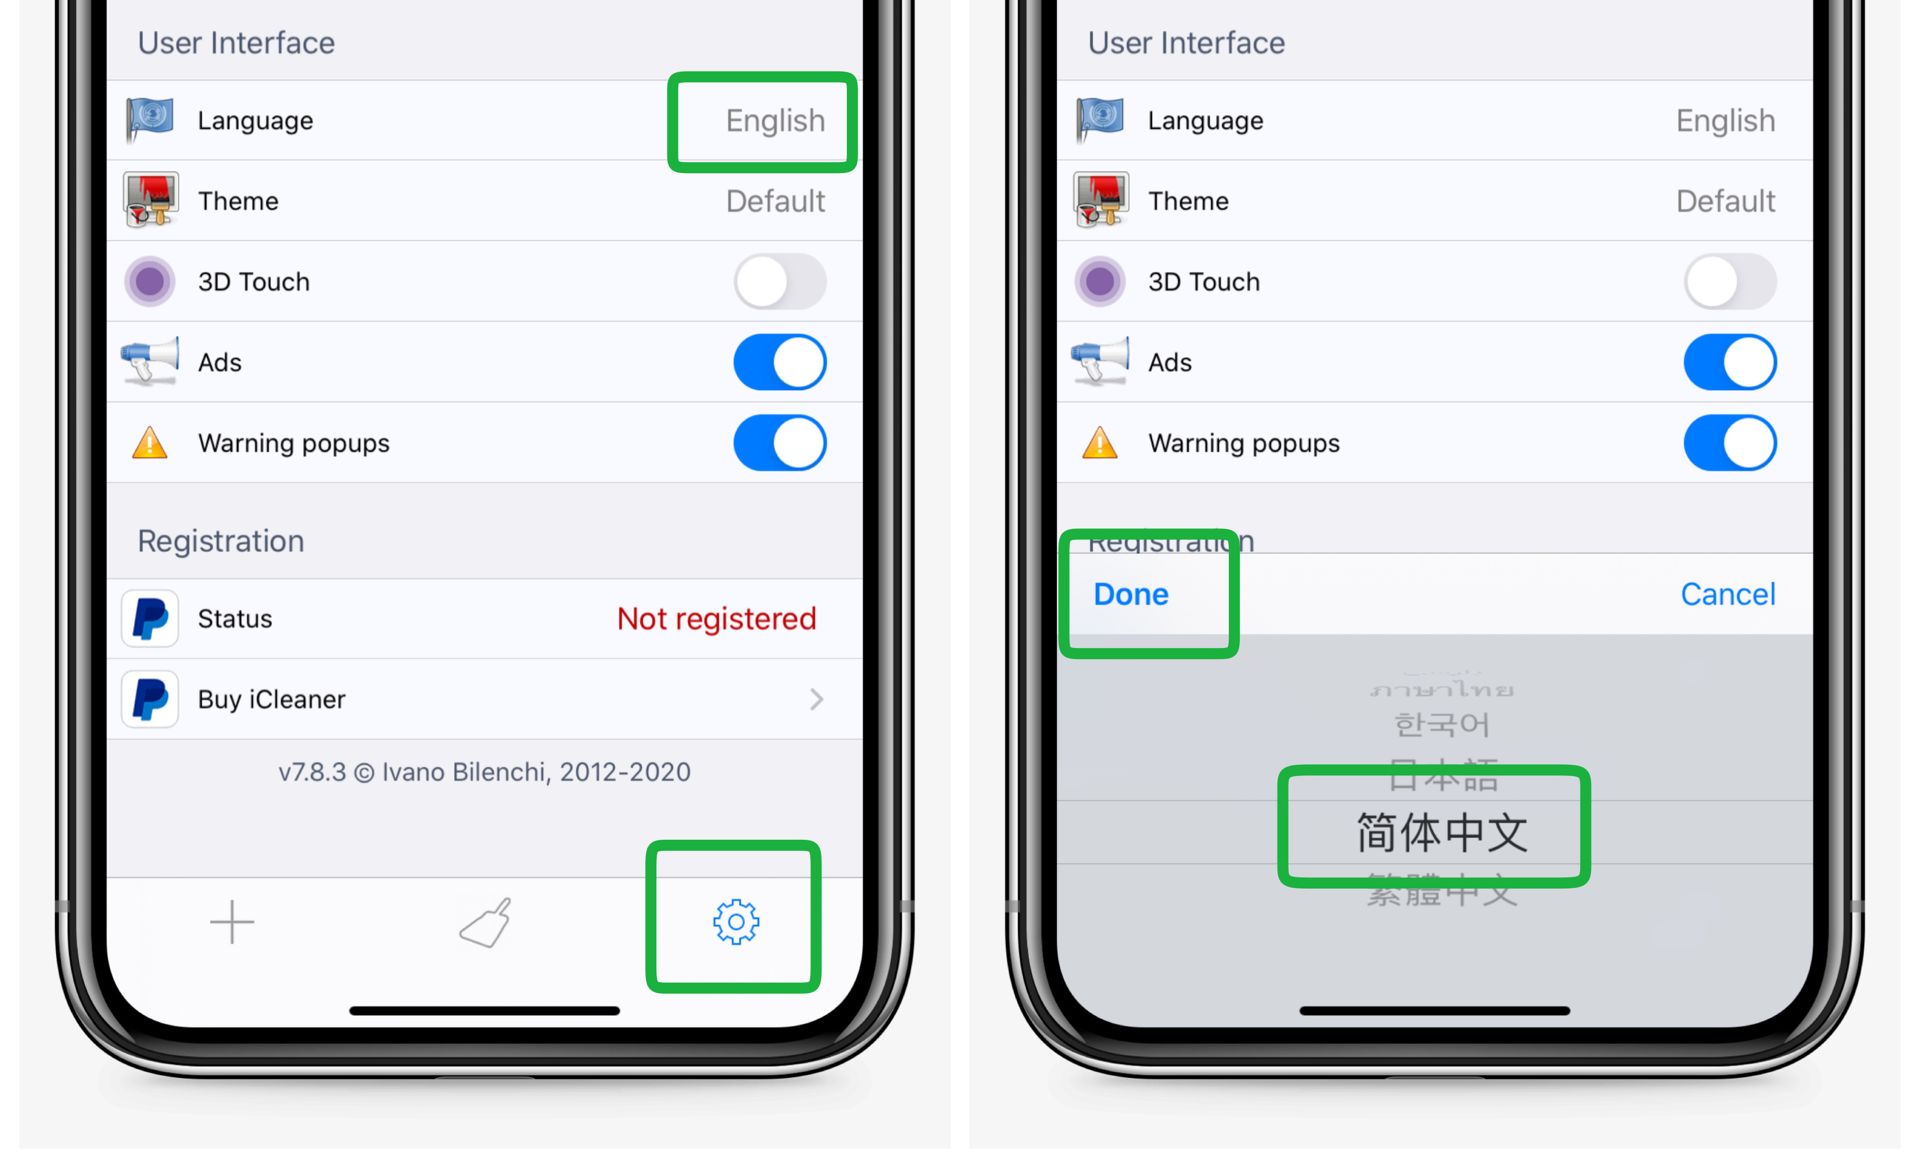 User Interface
Language English
Theme Default
3D Touch
Ads
Warning popups
Registration
Status Not registered
Buy iCleaner
v7.8.3 © Ivano Bilenchi, 2012-2020
User Interface
Language English
Theme Default
3D Touch
Ads
Warning popups
Registration
Done Cancel
ภาษาไทย
한국어
日本語
简体中文
繁體中文